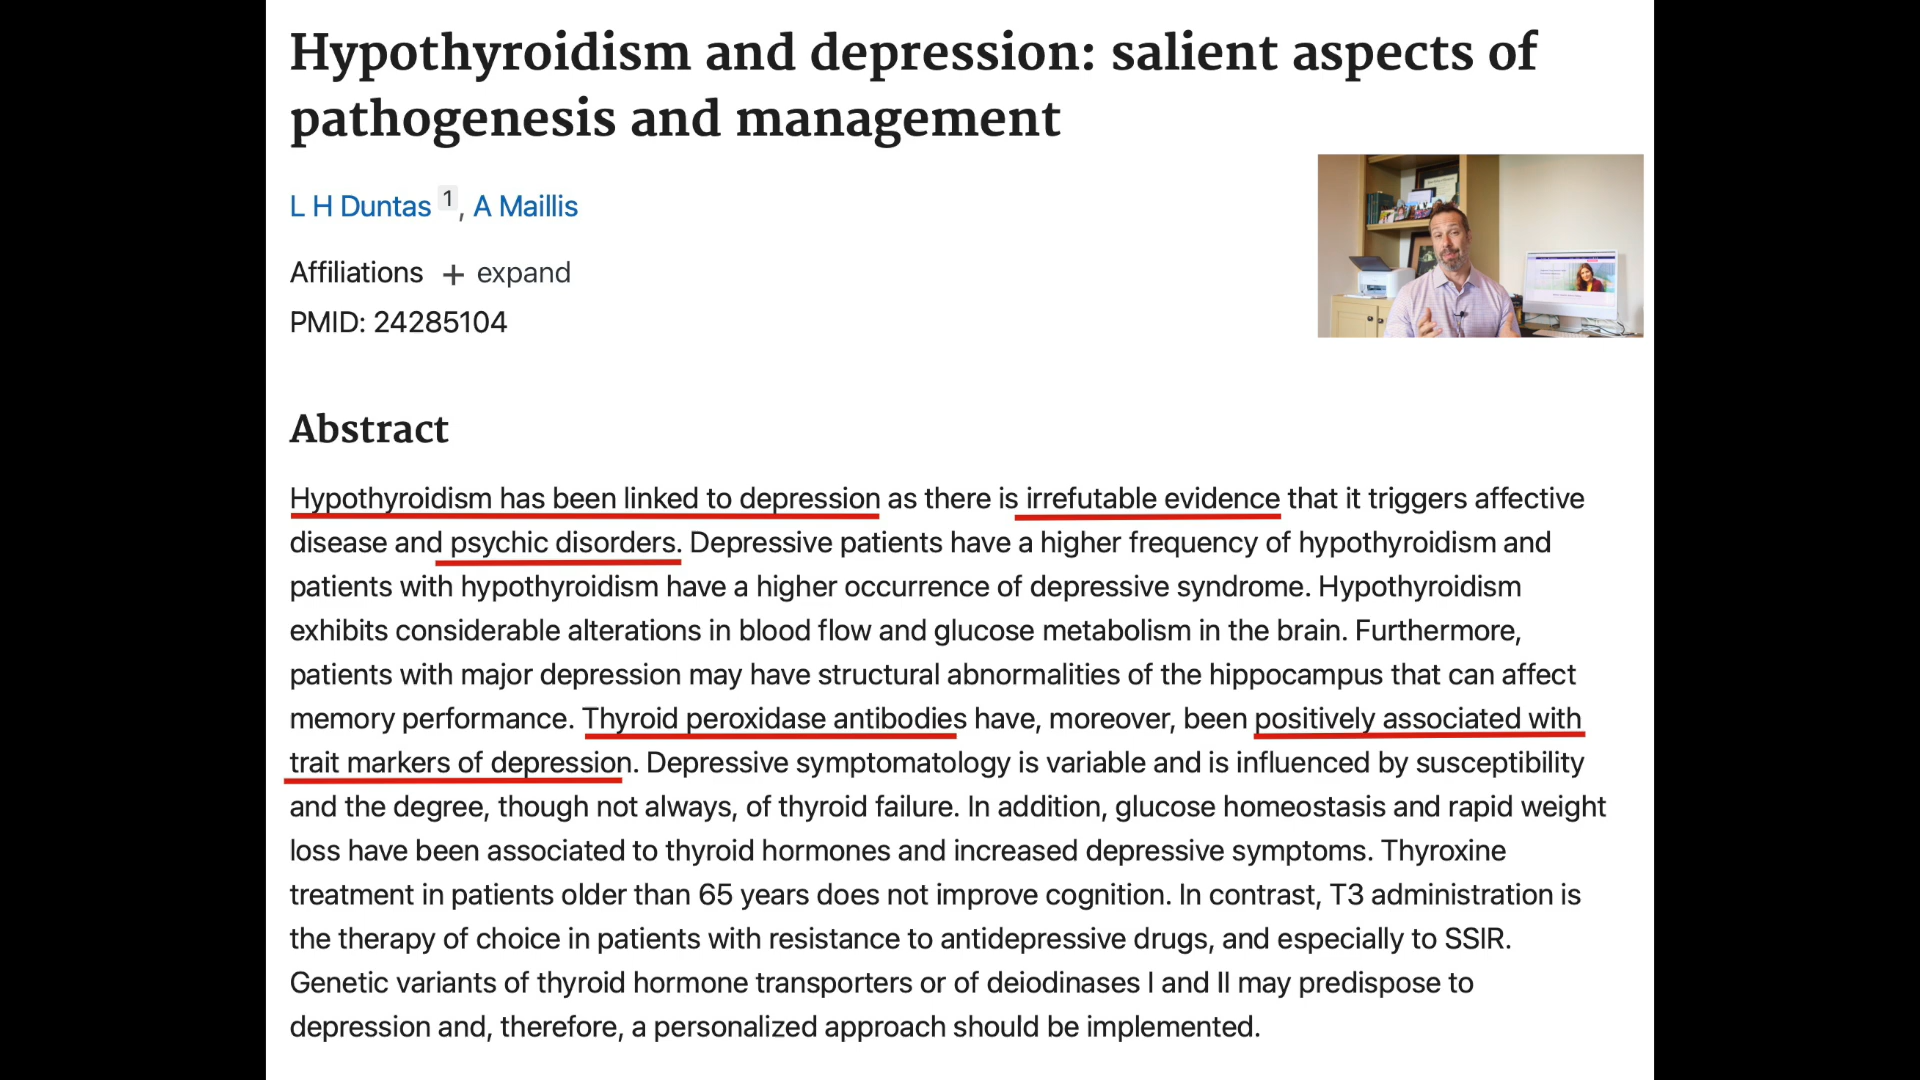 Hypothyroidism and depression: salient aspects of
pathogenesis and management
L H Duntas 1, A Maillis
Affiliations + expand
PMID: 24285104
Abstract
Hypothyroidism has been linked to depression as there is irrefutable evidence that it triggers affective
disease and psychic disorders. Depressive patients have a higher frequency of hypothyroidism and
patients with hypothyroidism have a higher occurrence of depressive syndrome. Hypothyroidism
exhibits considerable alterations in blood flow and glucose metabolism in the brain. Furthermore,
patients with major depression may have structural abnormalities of the hippocampus that can affect
memory performance. Thyroid peroxidase antibodies have, moreover, been positively associated with
trait markers of depression. Depressive symptomatology is variable and is influenced by susceptibility
and the degree, though not always, of thyroid failure. In addition, glucose homeostasis and rapid weight
loss have been associated to thyroid hormones and increased depressive symptoms. Thyroxine
treatment in patients older than 65 years does not improve cognition. In contrast, T3 administration is
the therapy of choice in patients with resistance to antidepressive drugs, and especially to SSIR.
Genetic variants of thyroid hormone transporters or of deiodinases I and II may predispose to
depression and, therefore, a personalized approach should be implemented.